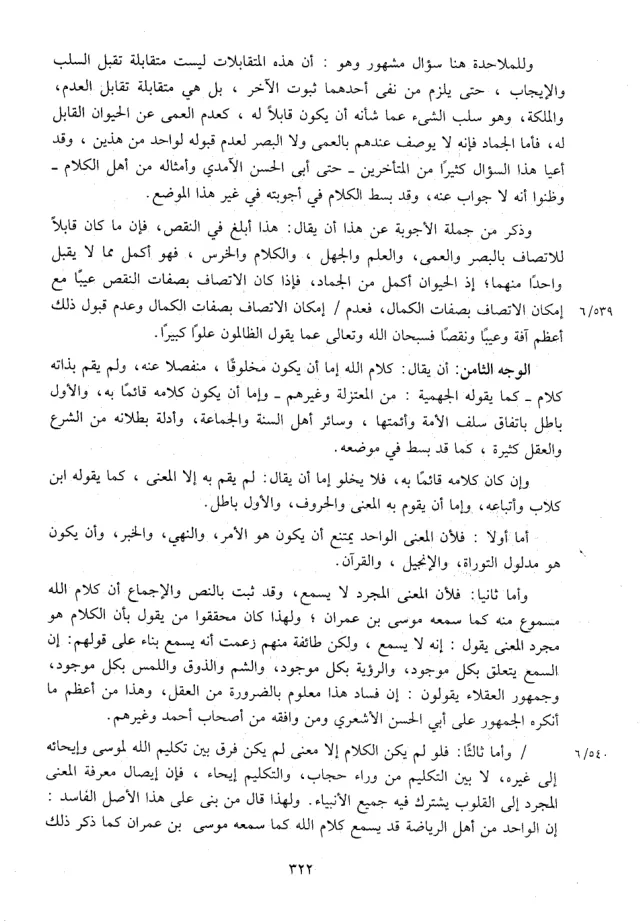 وللملاحدة هنا سؤال مشهور وهو : أن هذه المتقابلات ليست متقابلة تقبل السلب
والإيجاب ، حتى يلزم من نفى أحدهما ثبوت الآخر ، بل هي متقابلة تقابل العدم،
والملكة، وهو سلب الشىء عما شأنه أن يكون قابلاً له ، كعدم العمى عن الحيوان القابل
له، فأما الجماد فإنه لا يوصف عندهم بالعمى ولا البصر لعدم قبوله لواحد من هذين ، وقد
أعيا هذا السؤال كثيرًا من المتأخرين ـ حتى أبى الحسن الآمدي وأمثاله من أهل الكلام ـ
وظنوا أنه لا جواب عنه، وقد بسط الكلام في أجوبته في غير هذا الموضع.
وذكر من جملة الأجوبة عن هذا أن يقال: هذا أبلغ في النقص، فإن ما كان قابلاً
للاتصاف بالبصر والعمى، والعلم والجهل ، والكلام والخرس ، فهو أكمل مما لا يقبل
واحدًا منهما؛ إذ الحيوان أكمل من الجماد، فإذا كان الاتصاف بصفات النقص عيبًا مع
إمكان الاتصاف بصفات الكمال، فعدم / إمكان الاتصاف بصفات الكمال وعدم قبول ذلك
٦/٥٣٩
أعظم آفة وعيبًا ونقصًا فسبحان الله وتعالى عما يقول الظالمون علوًا كبيرًا.
الوجه الثامن: أن يقال: كلام الله إما أن يكون مخلوقًا ، منفصلا عنه، ولم يقم بذاته
كلام ـ كما يقوله الجهمية : من المعتزلة وغيرهم ـ وإما أن يكون كلامه قائمًا به، والأول
باطل باتفاق سلف الأمة وأئمتها ، وسائر أهل السنة والجماعة، وأدلة بطلانه من الشرع
والعقل كثيرة ، كما قد بسط في موضعه.
وإن كان كلامه قائمًا به، فلا يخلو إما أن يقال: لم يقم به إلا المعنى ، كما يقوله ابن
كلاب وأتباعه، وإما أن يقوم به المعنى والحروف، والأول باطل.
أما أولا : فلأن المعنى الواحد يمتنع أن يكون هو الأمر، والنهي، والخبر، وأن يكون
هو مدلول التوراة، والإنجيل ، والقرآن.
وأما ثانيا: فلأن المعنى المجرد لا يسمع، وقد ثبت بالنص والإجماع أن كلام الله
مسموع منه كما سمعه موسى بن عمران ؛ ولهذا كان محققوا من يقول بأن الكلام هو
مجرد المعنى يقول : إنه لا يسمع ، ولكن طائفة منهم زعمت أنه يسمع بناء على قولهم: إن
السمع يتعلق بكل موجود، والرؤية بكل موجود، والشم والذوق واللمس بكل موجود،
وجمهور العقلاء يقولون : إن فساد هذا معلوم بالضرورة من العقل، وهذا من أعظم ما
أنكره الجمهور على أبي الحسن الأشعري ومن وافقه من أصحاب أحمد وغيرهم.
/ وأما ثالثًا: فلو لم يكن الكلام إلا معنى لم يكن فرق بين تكليم الله لموسى وإيحائه
٦/٥٤٠
إلى غيره، لا بين التكليم من وراء حجاب، والتكليم إيحاء ، فإن إيصال معرفة المعنى
المجرد إلى القلوب يشترك فيه جميع الأنبياء. ولهذا قال من بنى على هذا الأصل الفاسد :
إن الواحد من أهل الرياضة قد يسمع كلام الله كما سمعه موسى بن عمران كما ذكر ذلك
٣٢٢